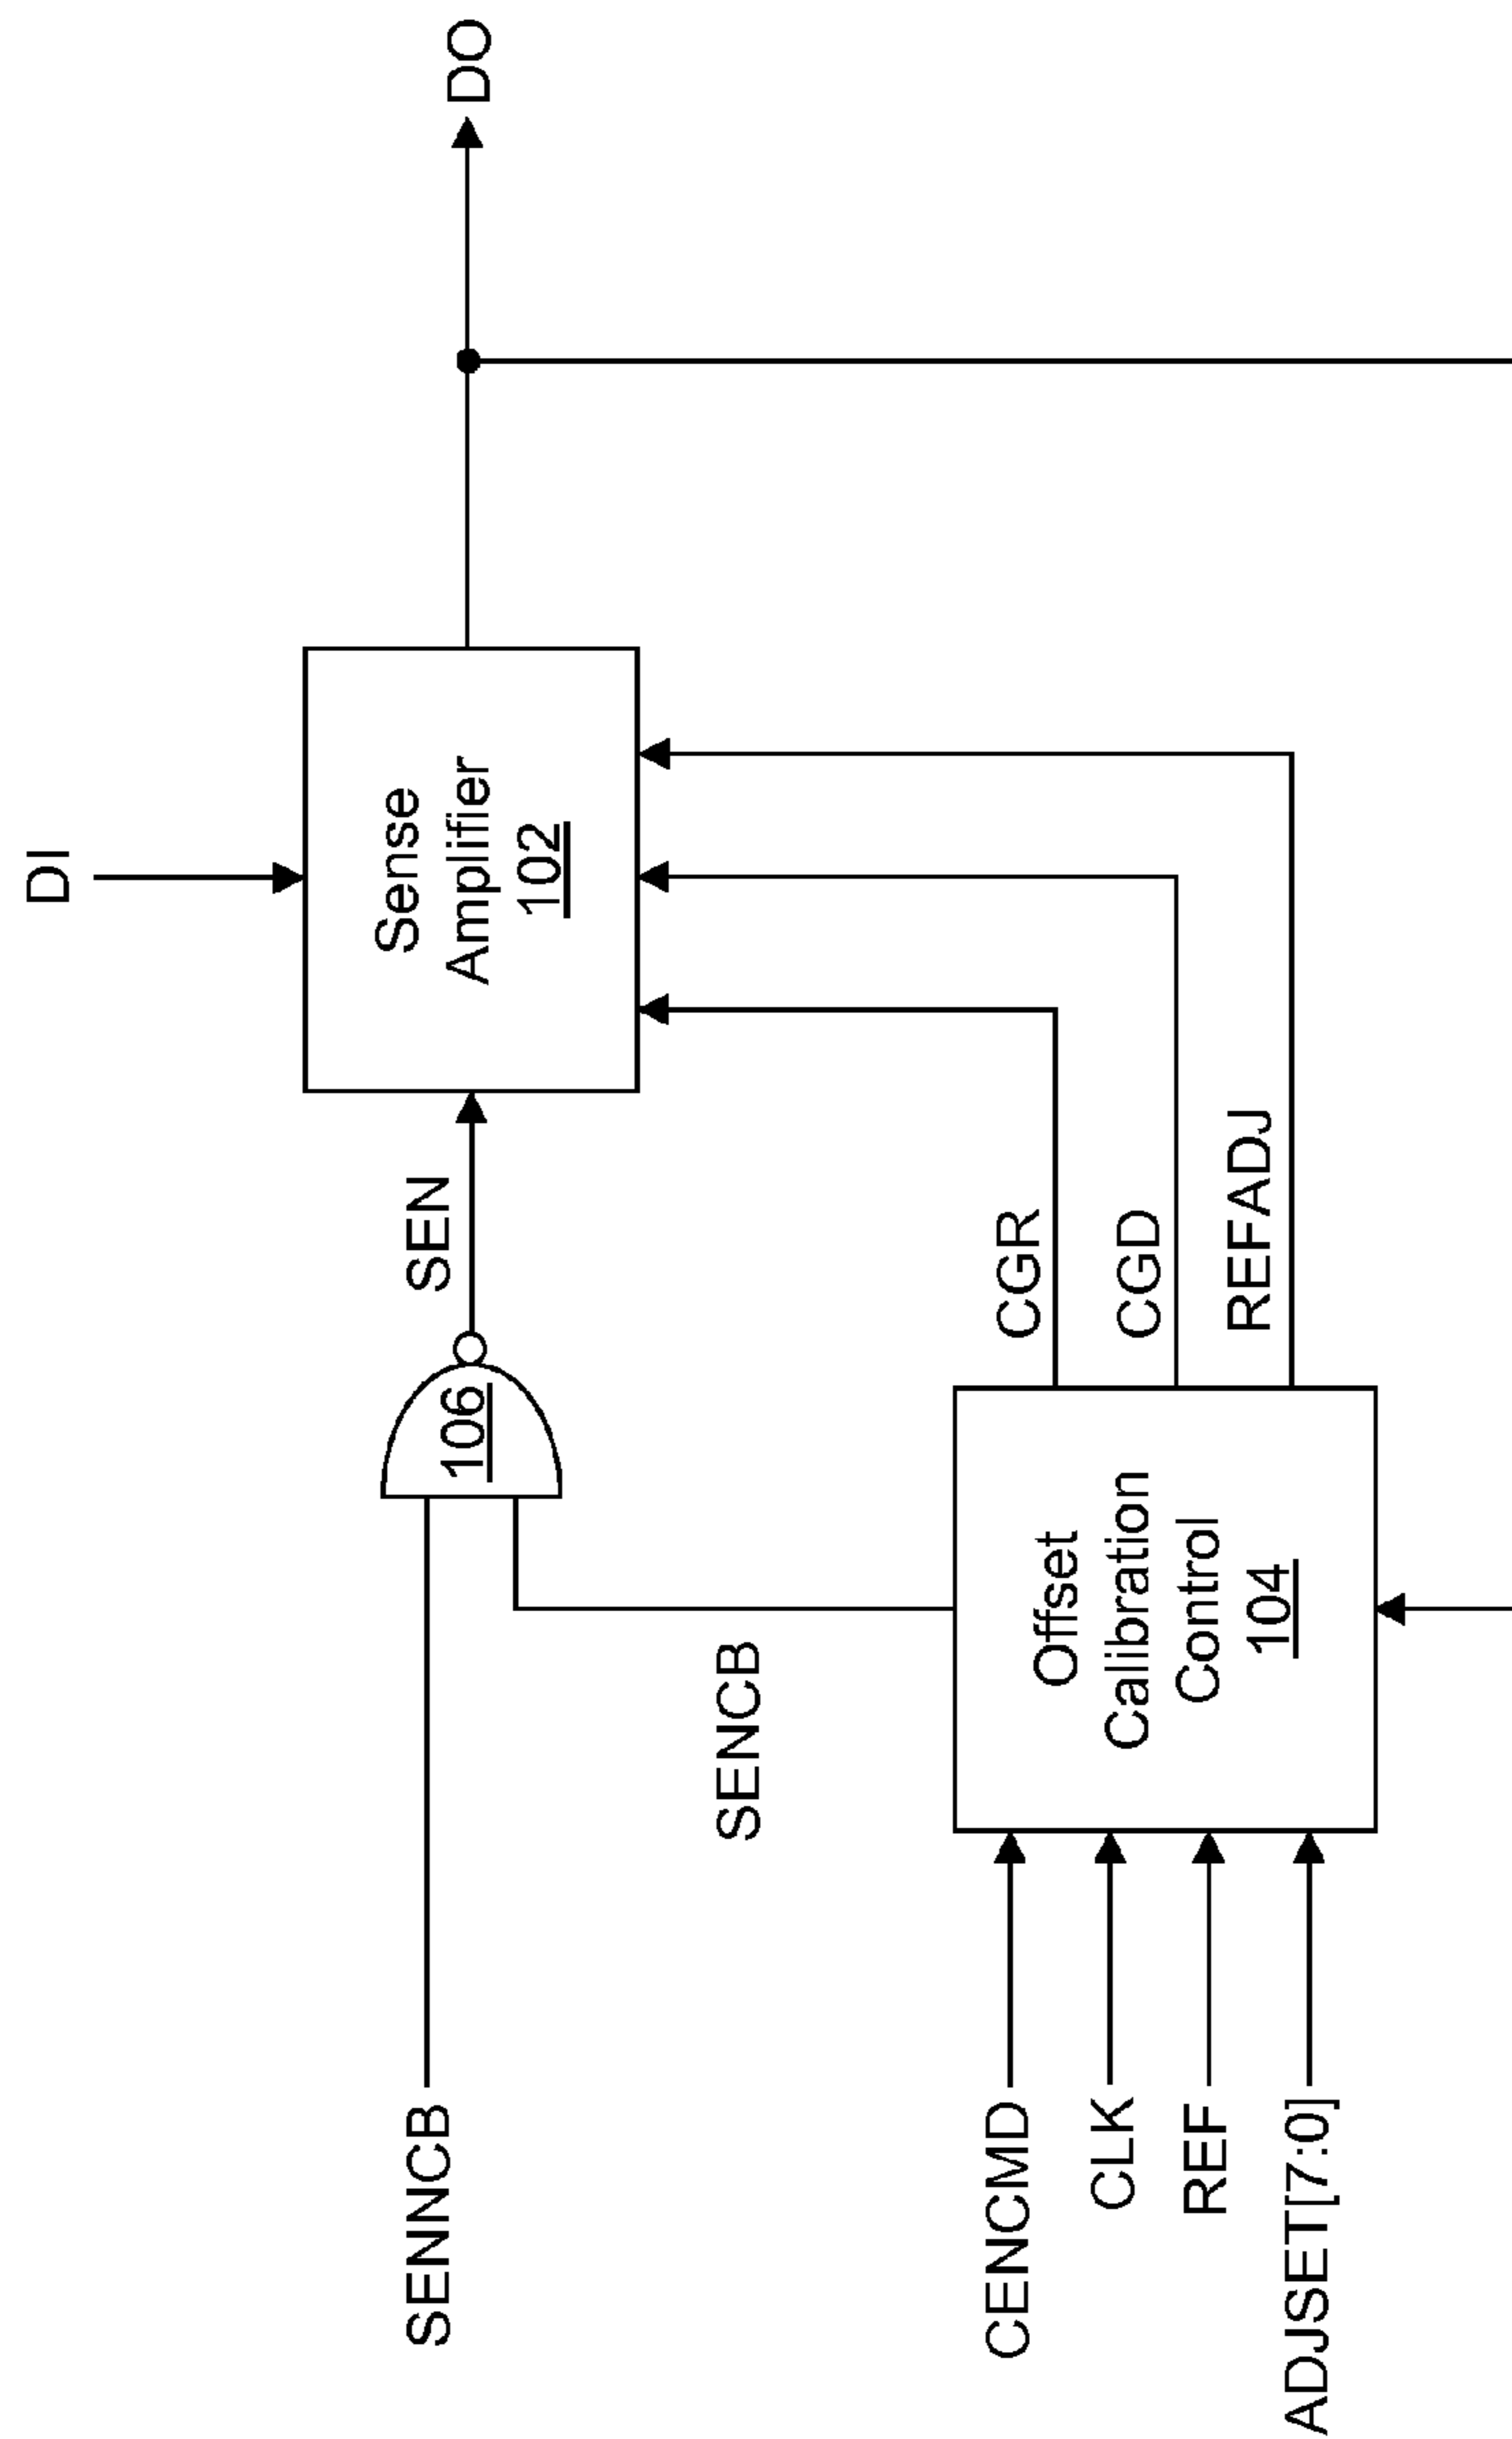 DI
SENNCB
SEN
Sense
Amplifier
102
DO
106
SENCB
CENCMD
CLK
REF
ADJSET[7:0]
Offset
Calibration
Control
104
CGR
CGD
REFADJ